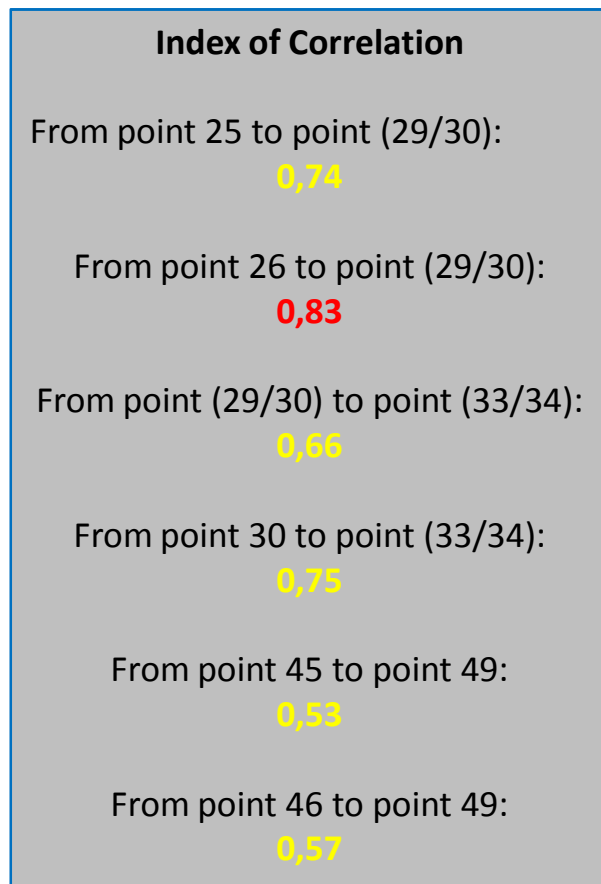 Index of Correlation
From point 25 to point (29/30):
0,74
From point 26 to point (29/30):
0,83
From point (29/30) to point (33/34):
0,66
From point 30 to point (33/34):
0,75
From point 45 to point 49:
0,53
From point 46 to point 49:
0,57